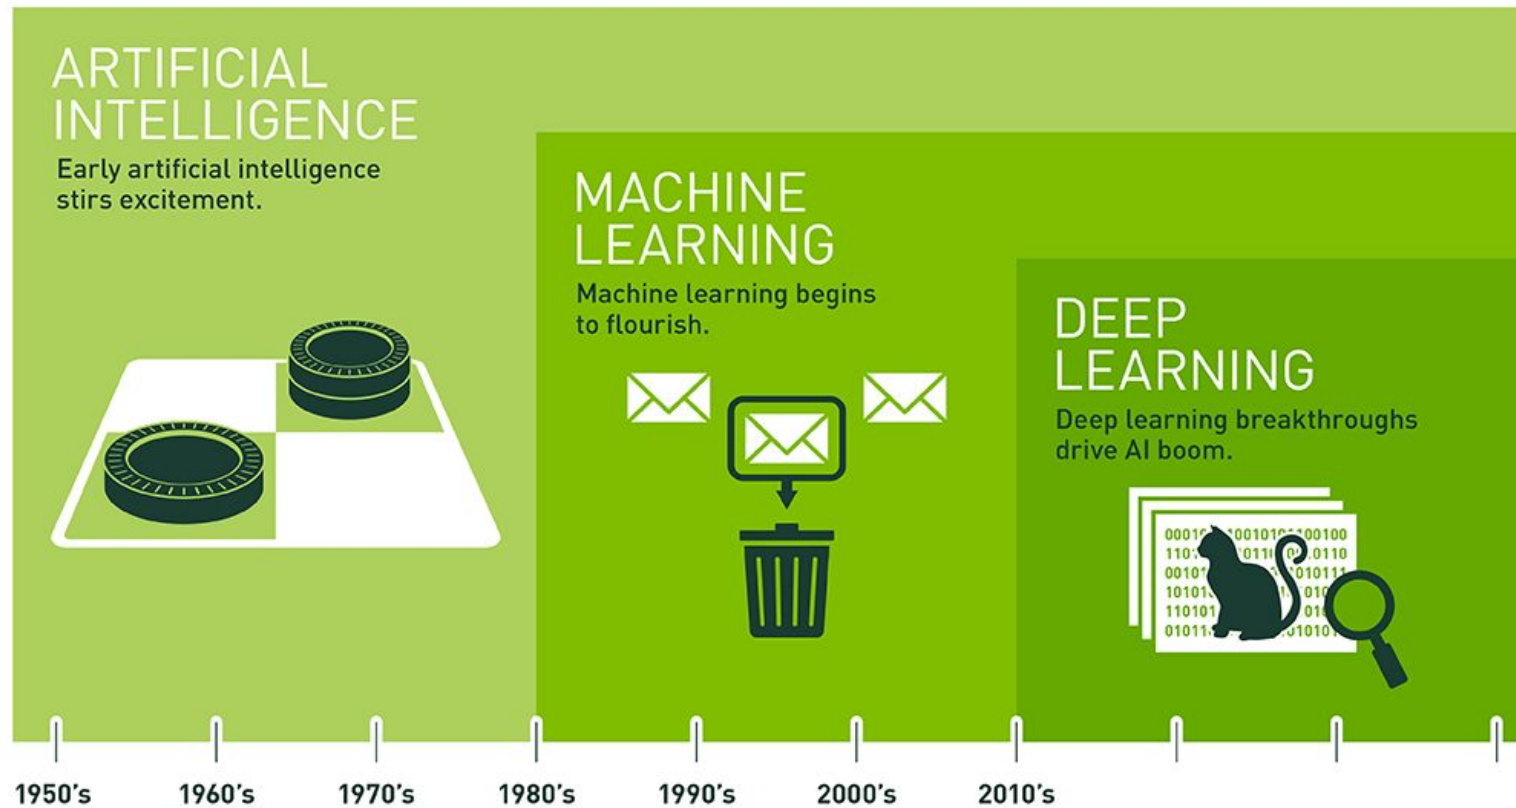 ARTIFICIAL
INTELLIGENCE
Early artificial intelligence
stirs excitement.
MACHINE
LEARNING
Machine learning begins
to flourish.
DEEP
LEARNING
Deep learning breakthroughs
drive AI boom.
1950's
1960's
1970's
1980's
1990's
2000's
2010's